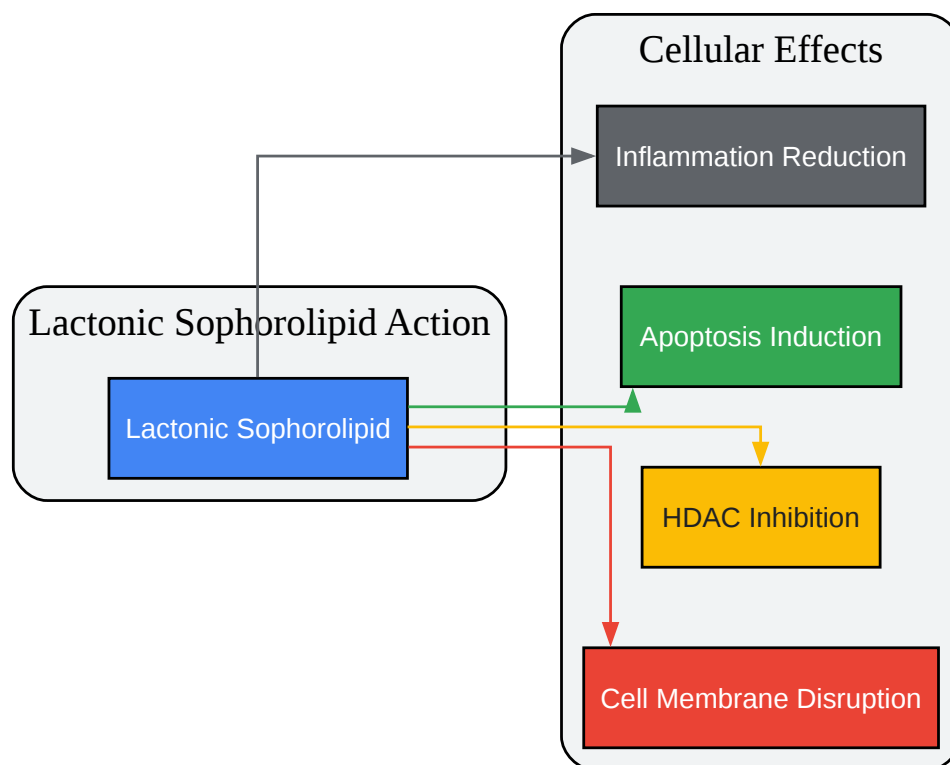 Cellular Effects
Inflammation Reduction
Lactonic Sophorolipid Action
Apoptosis Induction
Lactonic Sophorolipid
HDAC Inhibition
Cell Membrane Disruption